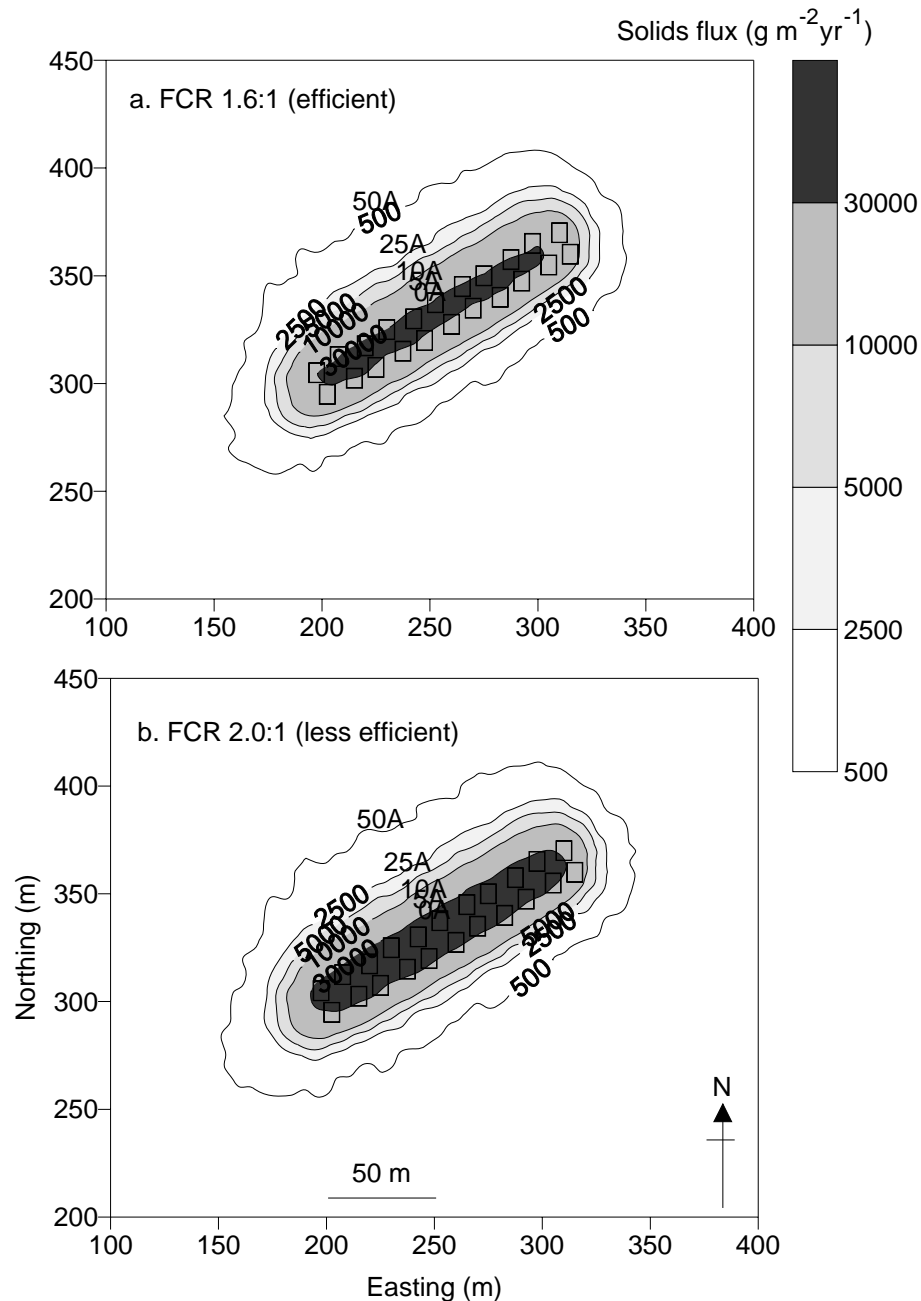 Solids flux (g m-2yr-1)
450
a. FCR 1.6:1 (efficient)
400
50A
500
25A
10A
5A
0A
2500
5000
10000
30000
2500
500
350
300
250
200
100
150
200
250
300
350
400
30000
10000
5000
2500
500
450
b. FCR 2.0:1 (less efficient)
400
50A
25A
10A
5A
0A
2500
5000
10000
30000
5000
2500
500
350
300
250
200
Northing (m)
N
50 m
100
150
200
250
300
350
400
Easting (m)